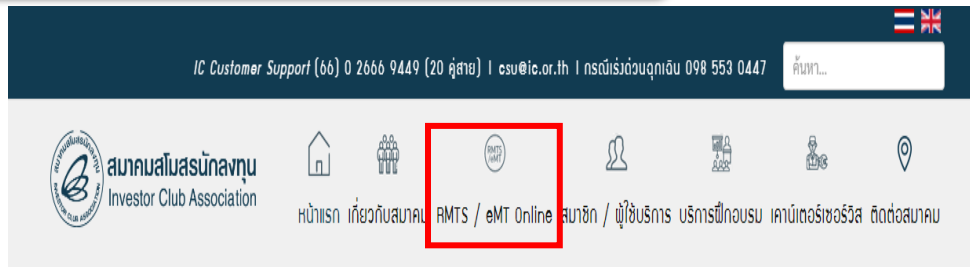 IC Customer Support (66) 0 2666 9449 (20 คู่สาย) | csu@ic.or.th | กรณีเร่งด่วนฉุกเฉิน 098 553 0447
ค้นหา...
สมาคมสโมสรนักลงทุน
Investor Club Association
RMTS
/eMT
หน้าแรก เกี่ยวกับสมาคม RMTS / eMT Online สมาชิก / ผู้ใช้บริการ บริการฝึกอบรม เคาน์เตอร์เซอร์วิส ติดต่อสมาคม